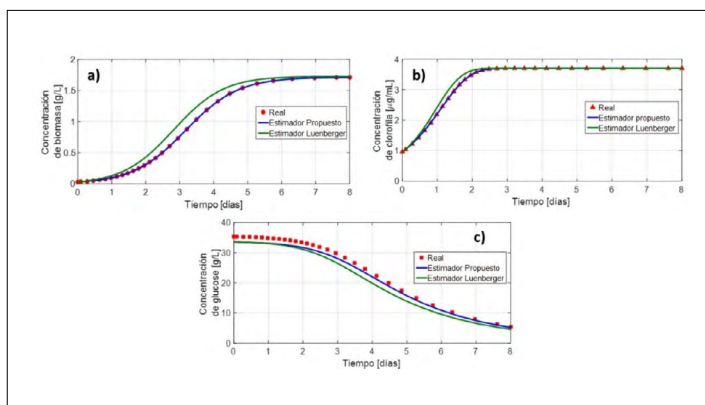 a)
2
1.5
1
0.5
0
0 1 2 3 4 5 6 7 8
Concentración
de biomasa [g/L]
Tiempo [días]
Real
Estimador Propuesto
Estimador Luenberger
b)
4
3
2
1
0
0 1 2 3 4 5 6 7 8
Concentración
de clorofila [µg/mL]
Tiempo [días]
Real
Estimador propuesto
Estimador Luenberger
c)
40
30
20
10
0
0 1 2 3 4 5 6 7 8
Concentración
de glucose [g/L]
Tiempo [días]
Real
Estimador Propuesto
Estimador Luenberger